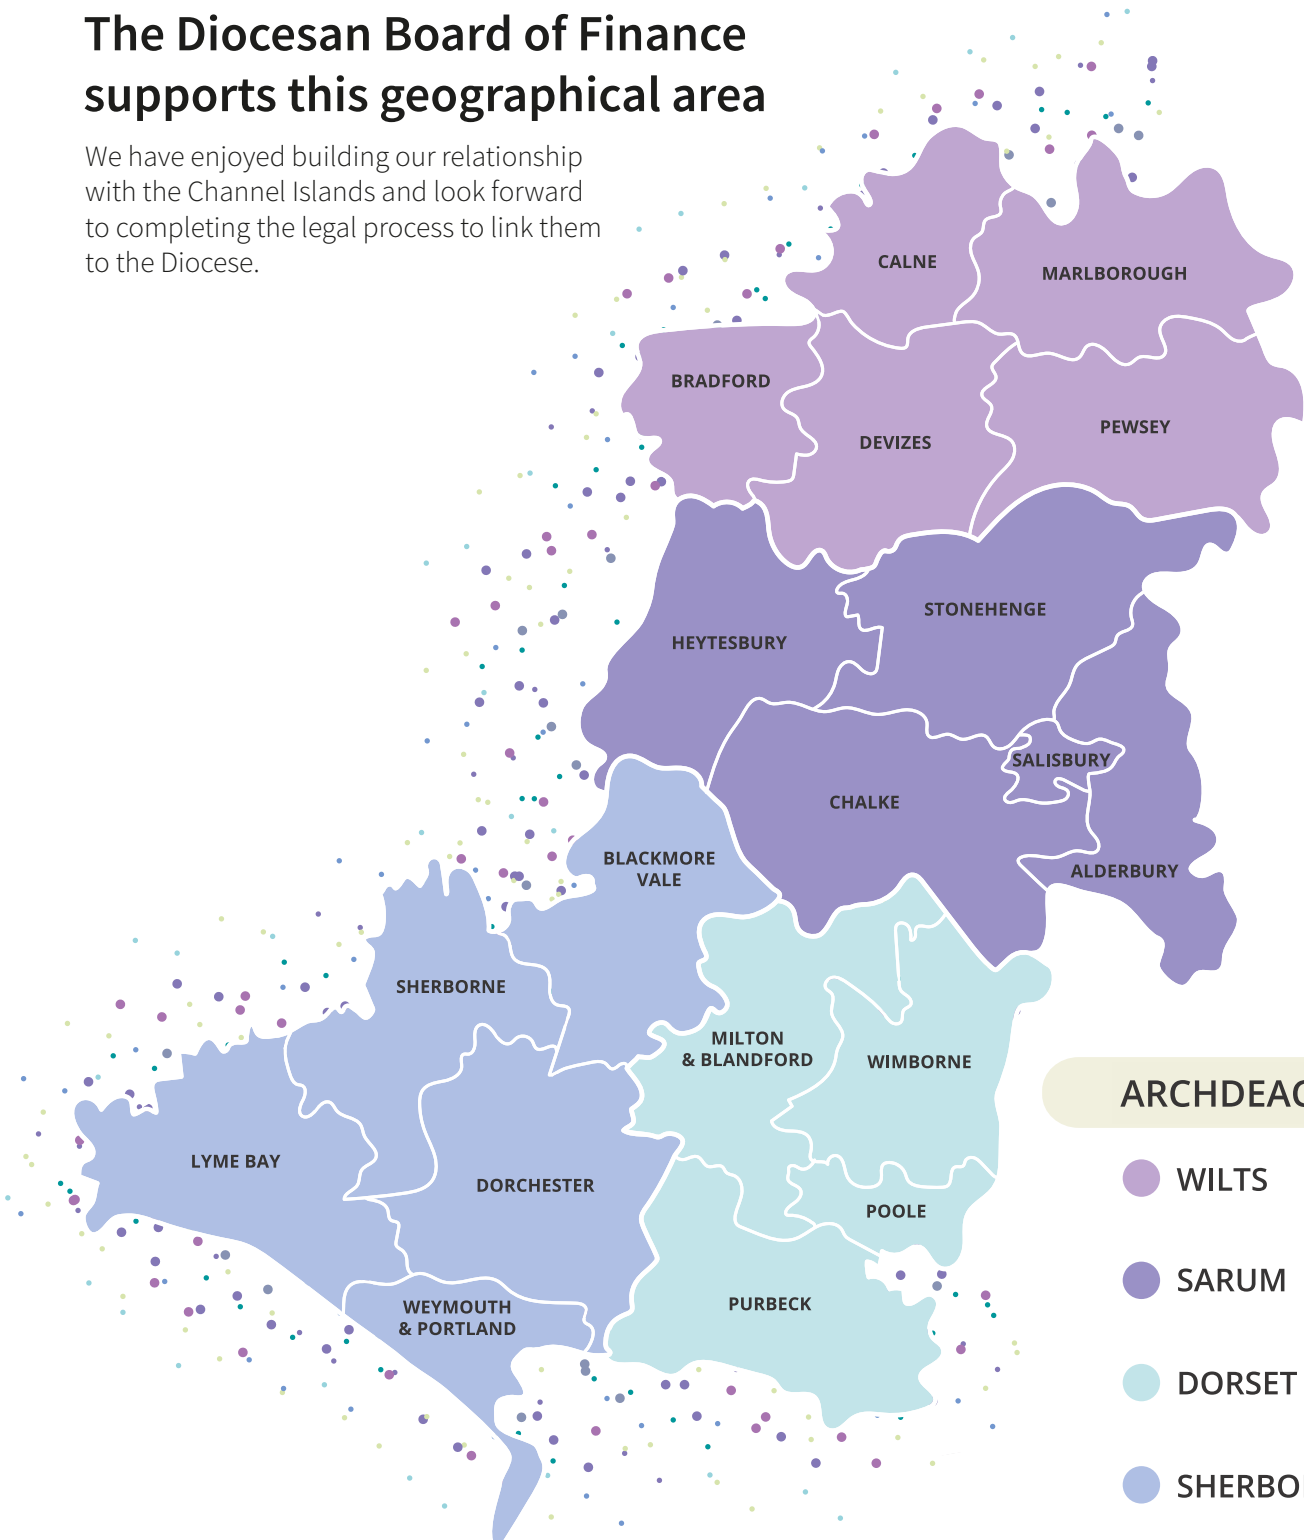 The Diocesan Board of Finance
supports this geographical area
We have enjoyed building our relationship
with the Channel Islands and look forward
to completing the legal process to link them
to the Diocese.
CALNE
MARLBOROUGH
BRADFORD
PEWSEY
DEVIZES
STONEHENGE
HEYTESBURY
SALISBURY
CHALKE
BLACKMORE
VALE
ALDERBURY
SHERBORNE
MILTON
& BLANDFORD
WIMBORNE
LYME BAY
DORCHESTER
POOLE
PURBECK
WEYMOUTH
& PORTLAND
WILTS
SARUM
DORSET